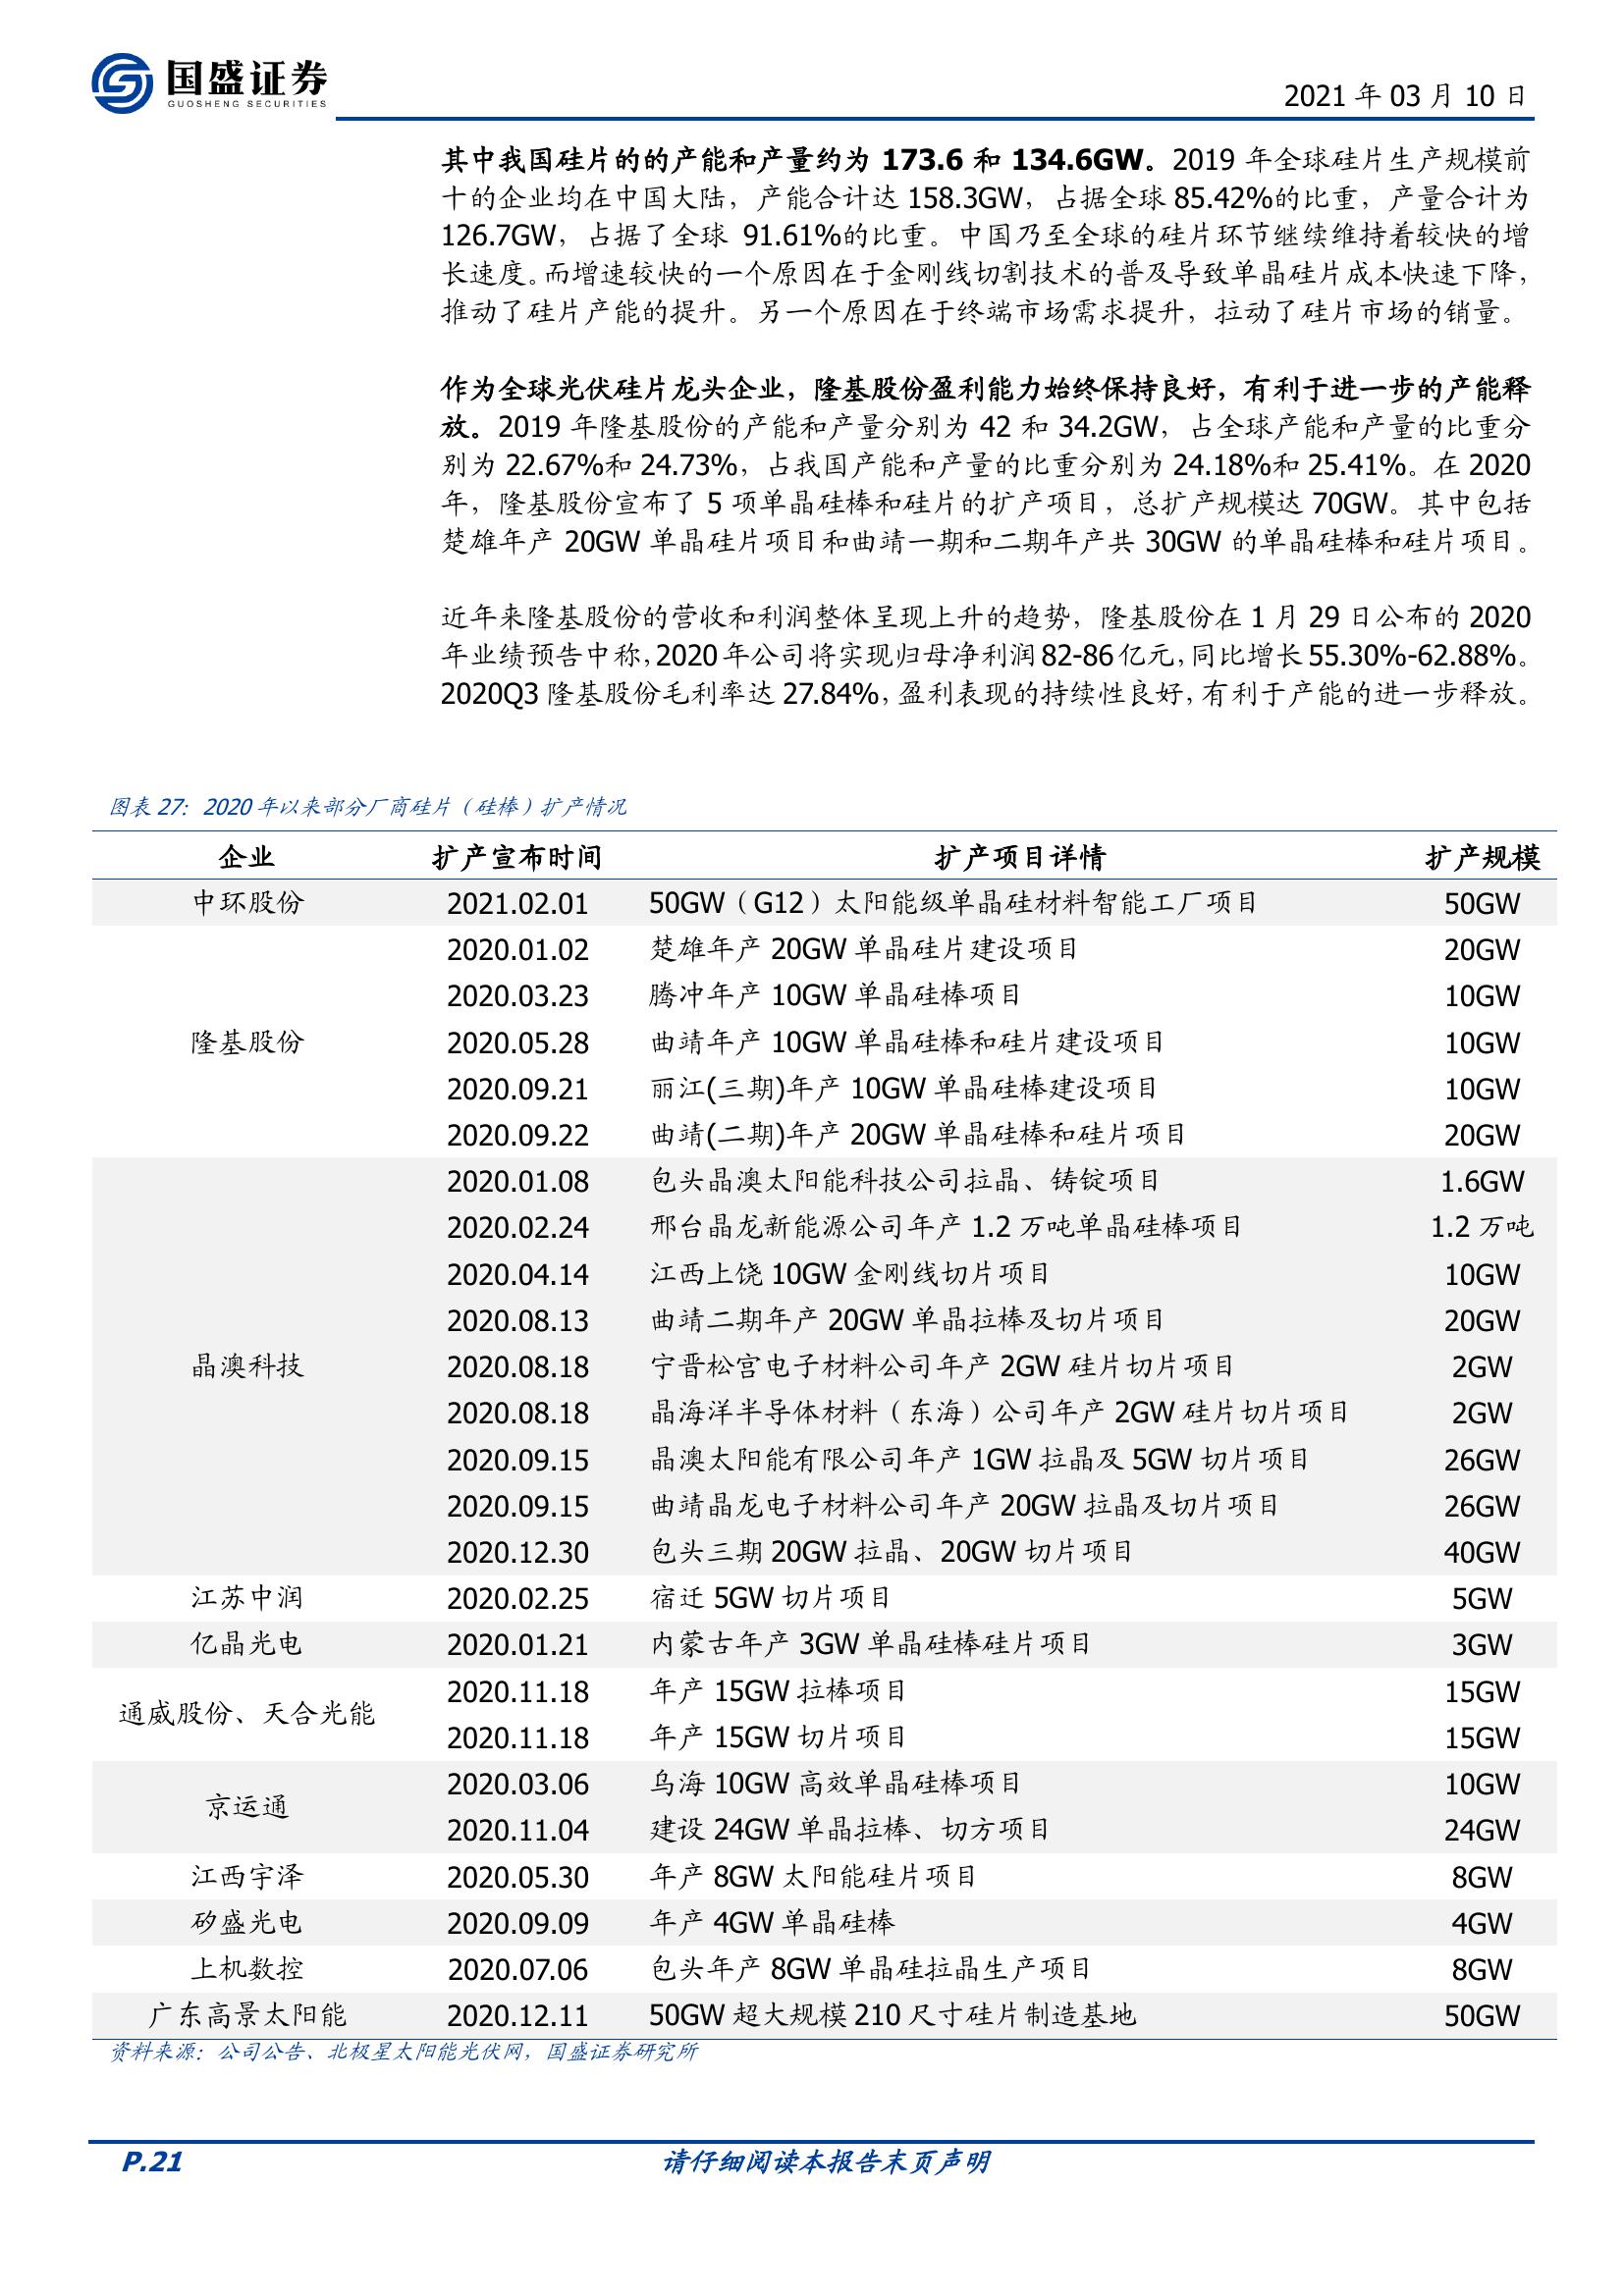 国盛证券
GUOSHENG SECURITIES
2021 年 03 月 10 日
其中我国硅片的的产能和产量约为 173.6 和 134.6GW。2019 年全球硅片生产规模前
十的企业均在中国大陆，产能合计达 158.3GW，占据全球 85.42%的比重，产量合计为
126.7GW，占据了全球 91.61%的比重。中国乃至全球的硅片环节继续维持着较快的增
长速度。而增速较快的一个原因在于金刚线切割技术的普及导致单晶硅片成本快速下降，
推动了硅片产能的提升。另一个原因在于终端市场需求提升，拉动了硅片市场的销量。
作为全球光伏硅片龙头企业，隆基股份盈利能力始终保持良好，有利于进一步的产能释
放。2019 年隆基股份的产能和产量分别为 42 和 34.2GW，占全球产能和产量的比重分
别为 22.67%和 24.73%，占我国产能和产量的比重分别为 24.18%和 25.41%。在 2020
年，隆基股份宣布了 5 项单晶硅棒和硅片的扩产项目，总扩产规模达 70GW。其中包括
楚雄年产 20GW 单晶硅片项目和曲靖一期和二期年产共 30GW 的单晶硅棒和硅片项目。
近年来隆基股份的营收和利润整体呈现上升的趋势，隆基股份在 1 月 29 日公布的 2020
年业绩预告中称，2020 年公司将实现归母净利润 82-86 亿元，同比增长 55.30%-62.88%。
2020Q3 隆基股份毛利率达 27.84%，盈利表现的持续性良好，有利于产能的进一步释放。
图表 27：2020 年以来部分厂商硅片（硅棒）扩产情况
企业 扩产宣布时间 扩产项目详情 扩产规模
中环股份 2021.02.01 50GW（G12）太阳能级单晶硅材料智能工厂项目 50GW
2020.01.02 楚雄年产 20GW 单晶硅片建设项目 20GW
2020.03.23 腾冲年产 10GW 单晶硅棒项目 10GW
隆基股份 2020.05.28 曲靖年产 10GW 单晶硅棒和硅片建设项目 10GW
2020.09.21 丽江(三期)年产 10GW 单晶硅棒建设项目 10GW
2020.09.22 曲靖(二期)年产 20GW 单晶硅棒和硅片项目 20GW
2020.01.08 包头晶澳太阳能科技公司拉晶、铸锭项目 1.6GW
2020.02.24 邢台晶龙新能源公司年产 1.2 万吨单晶硅棒项目 1.2 万吨
2020.04.14 江西上饶 10GW 金刚线切片项目 10GW
2020.08.13 曲靖二期年产 20GW 单晶拉棒及切片项目 20GW
晶澳科技 2020.08.18 宁晋松宫电子材料公司年产 2GW 硅片切片项目 2GW
2020.08.18 晶海洋半导体材料（东海）公司年产 2GW 硅片切片项目 2GW
2020.09.15 晶澳太阳能有限公司年产 1GW 拉晶及 5GW 切片项目 26GW
2020.09.15 曲靖晶龙电子材料公司年产 20GW 拉晶及切片项目 26GW
2020.12.30 包头三期 20GW 拉晶、20GW 切片项目 40GW
江苏中润 2020.02.25 宿迁 5GW 切片项目 5GW
亿晶光电 2020.01.21 内蒙古年产 3GW 单晶硅棒硅片项目 3GW
2020.11.18 年产 15GW 拉棒项目 15GW
通威股份、天合光能
2020.11.18 年产 15GW 切片项目 15GW
2020.03.06 乌海 10GW 高效单晶硅棒项目 10GW
京运通
2020.11.04 建设 24GW 单晶拉棒、切方项目 24GW
江西宇泽 2020.05.30 年产 8GW 太阳能硅片项目 8GW
矽盛光电 2020.09.09 年产 4GW 单晶硅棒 4GW
上机数控 2020.07.06 包头年产 8GW 单晶硅拉晶生产项目 8GW
广东高景太阳能 2020.12.11 50GW 超大规模 210 尺寸硅片制造基地 50GW
资料来源：公司公告、北极星太阳能光伏网，国盛证券研究所
P.21 请仔细阅读本报告末页声明